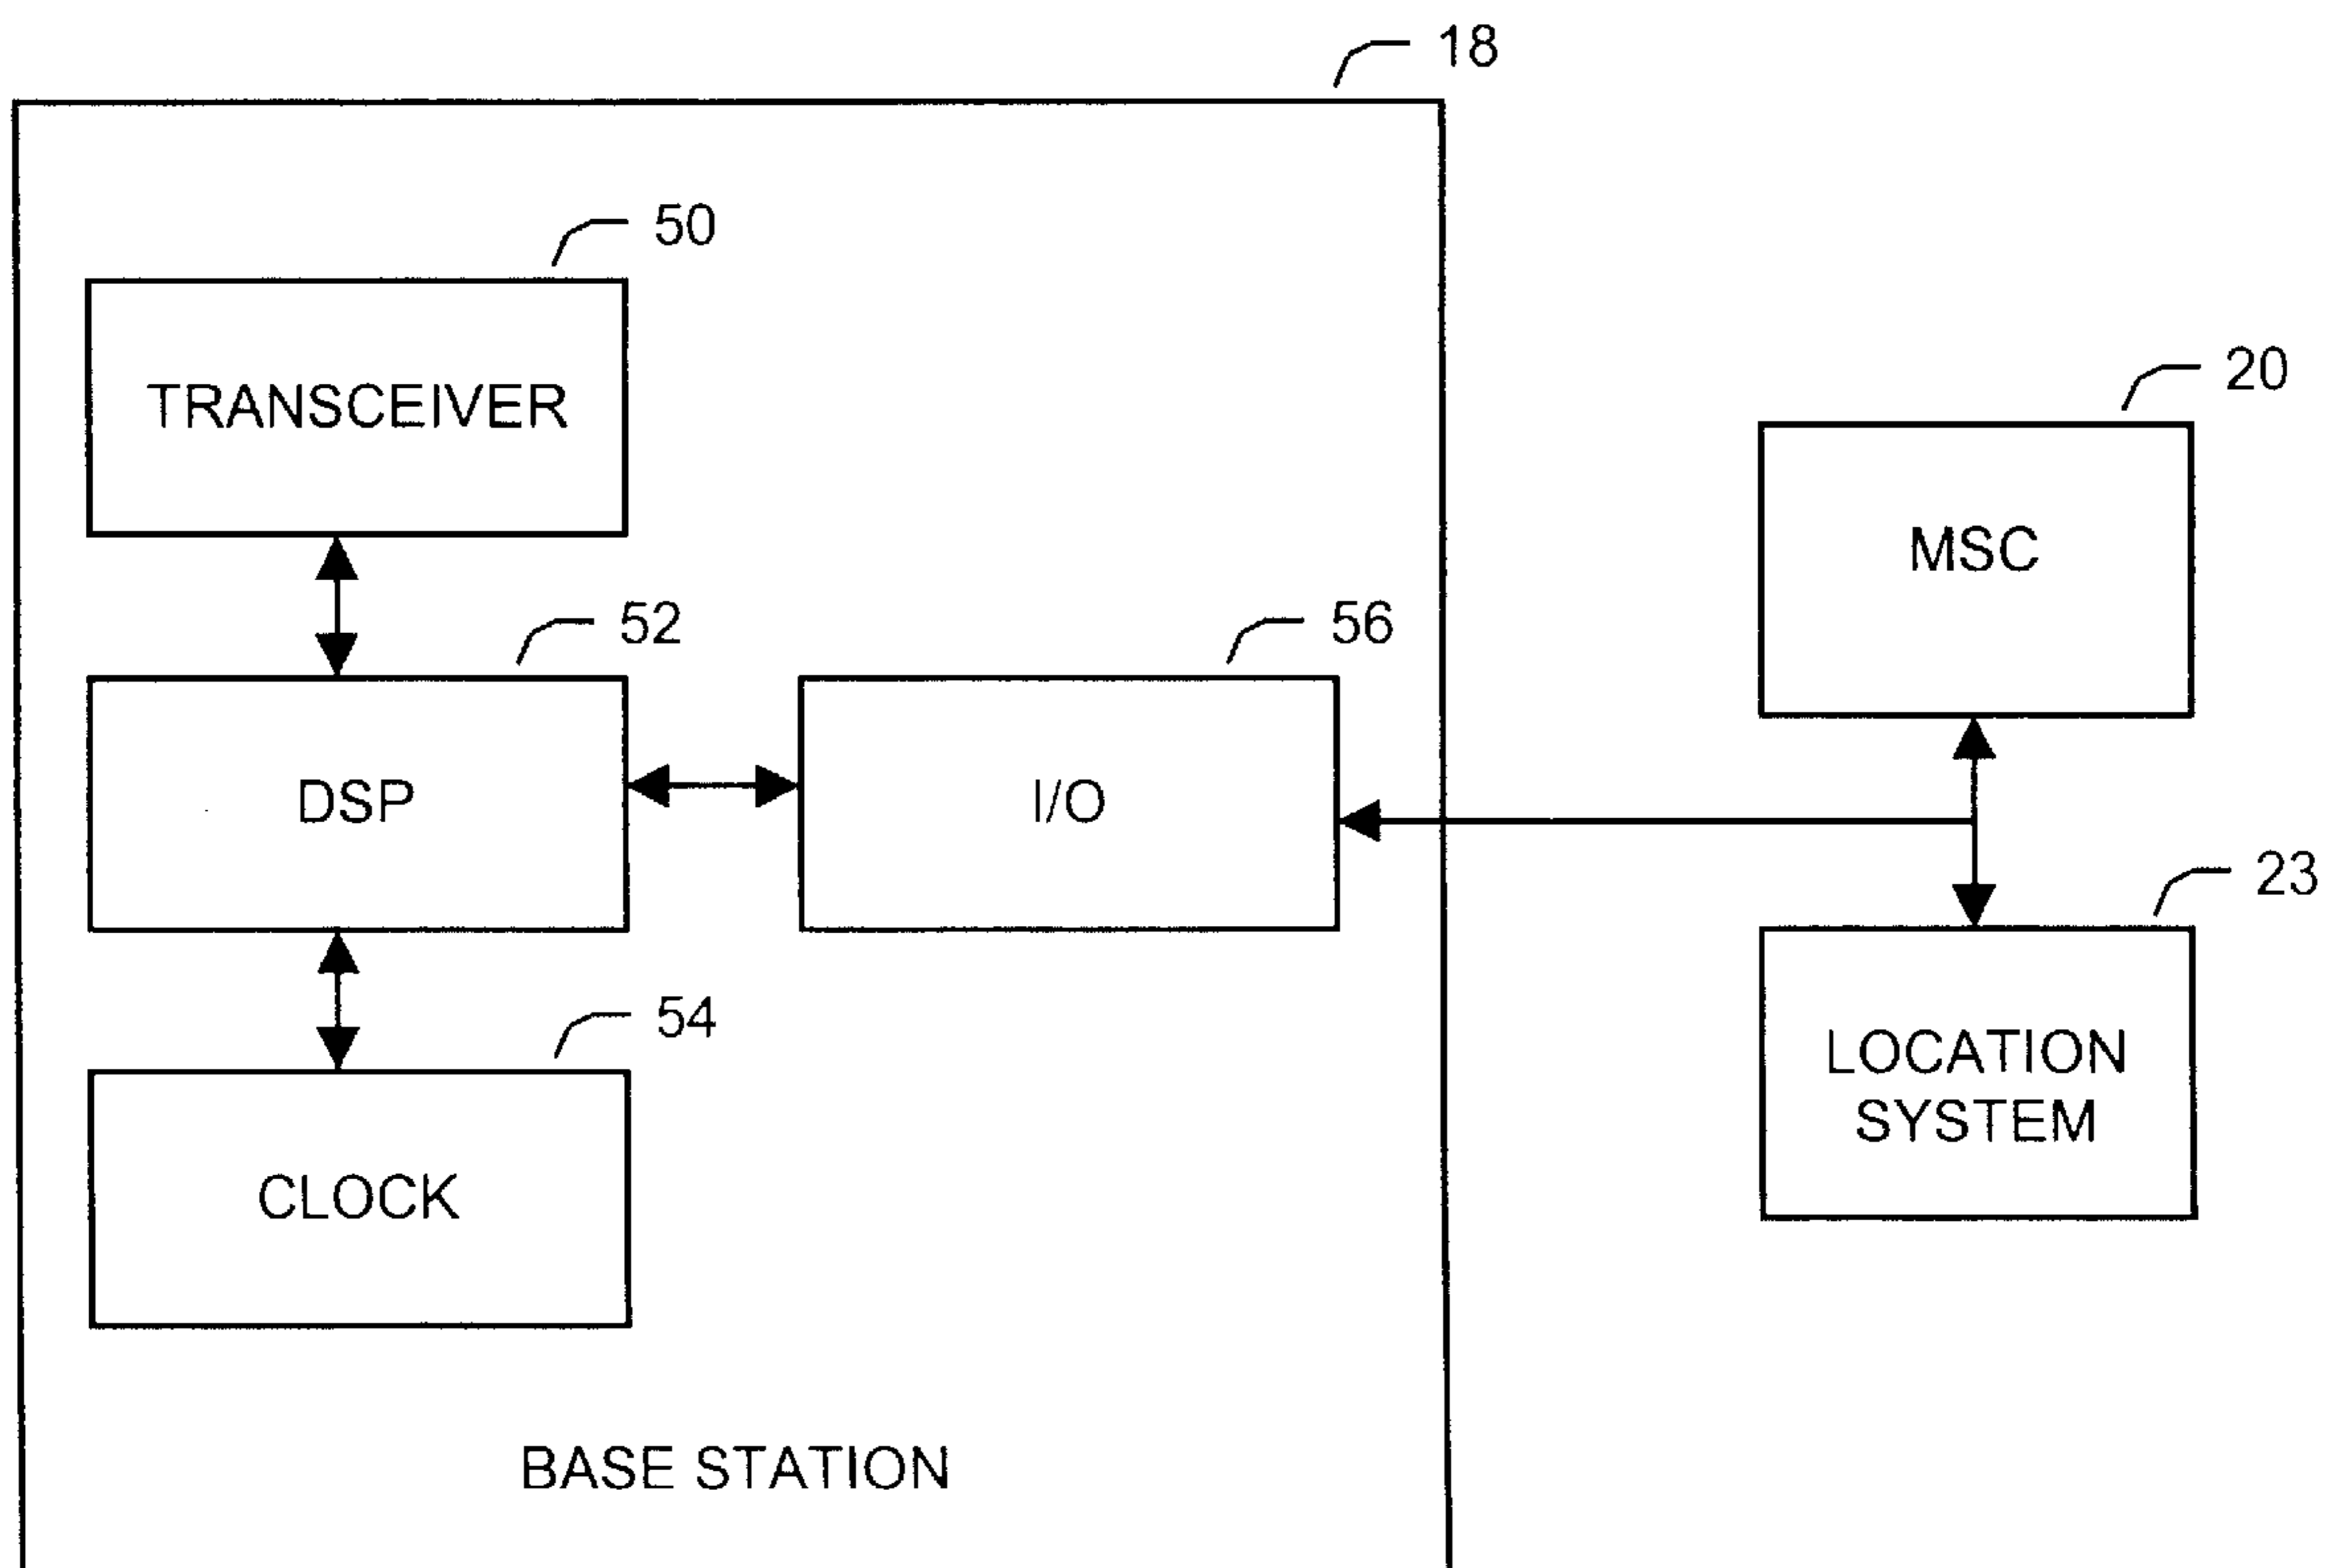 18
50
TRANSCEIVER
20
MSC
52
DSP
56
I/O
23
LOCATION
SYSTEM
54
CLOCK
BASE STATION